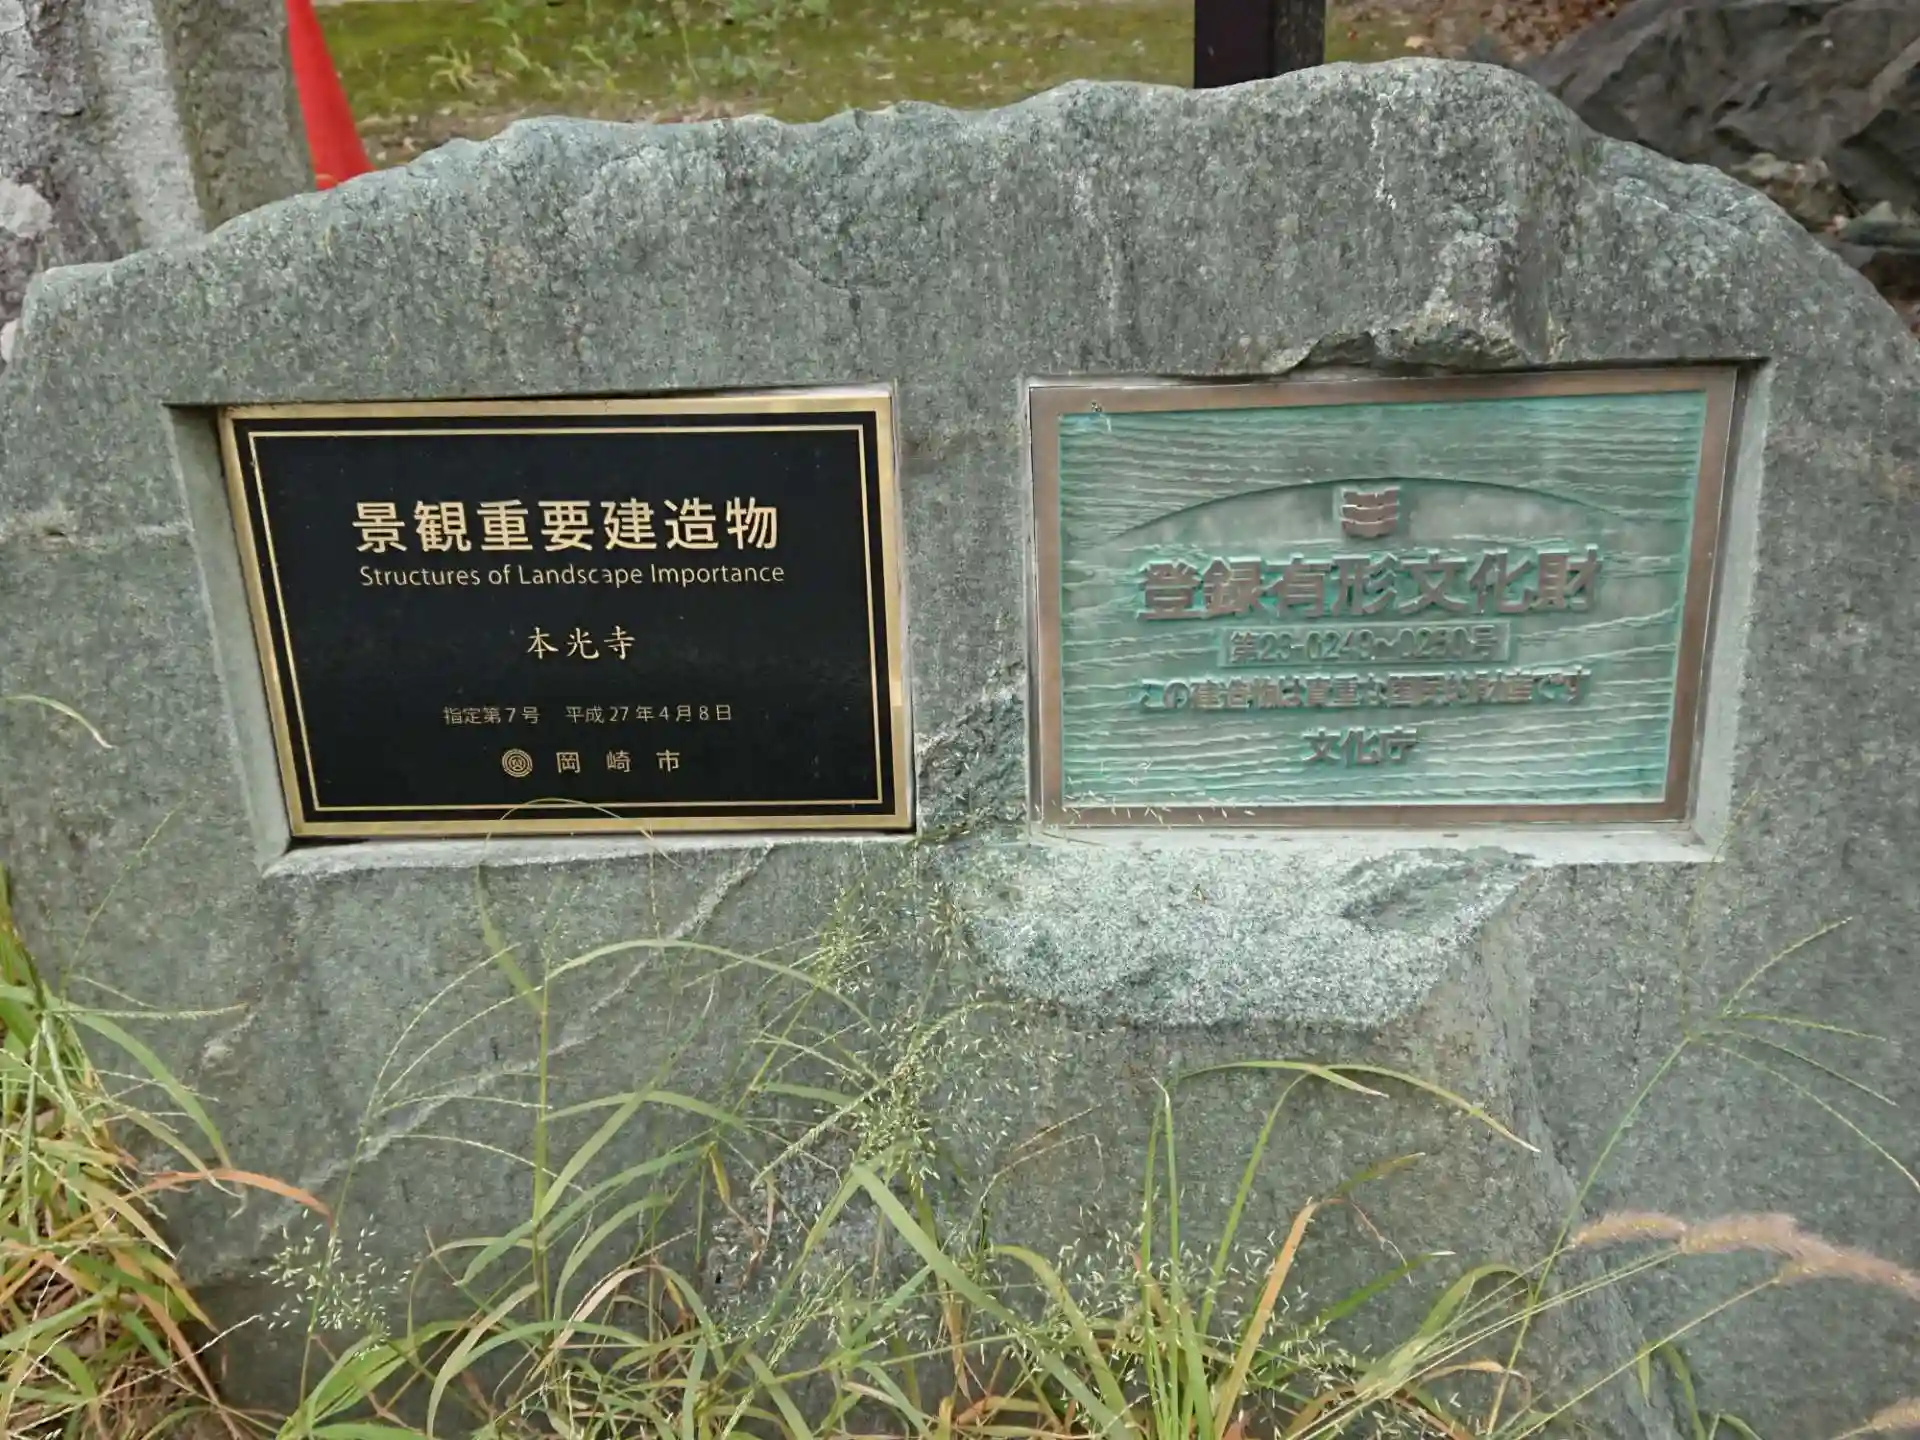 景観重要建造物
Structures of Landscape Importance
本光寺
指定第7号 平成27年4月8日
岡崎市
登録有形文化財
第23-0249~0250号
この建造物は貴重な国民的財産です
文化庁